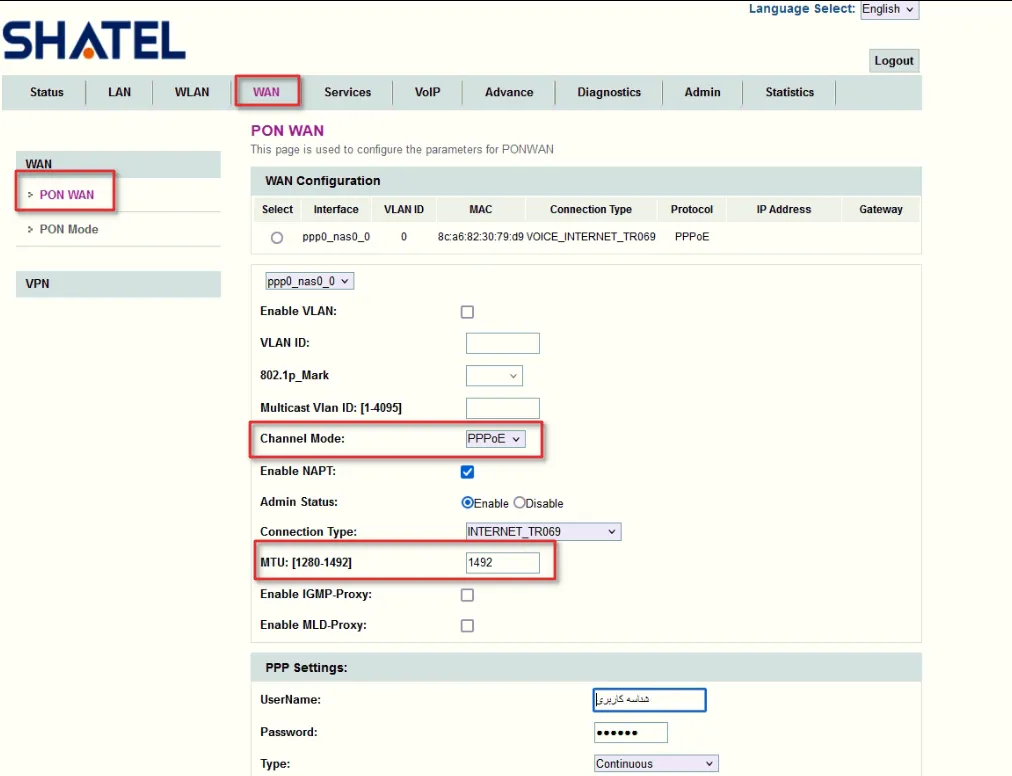 Language Select: English
SHATEL
Logout
Status LAN WLAN WAN Services VoIP Advance Diagnostics Admin Statistics
WAN
> PON WAN
> PON Mode
VPN
PON WAN
This page is used to configure the parameters for PONWAN
WAN Configuration
Select Interface VLAN ID MAC Connection Type Protocol IP Address Gateway
ppp0_nas0_0 0 8c:a6:82:30:79:d9 VOICE_INTERNET_TR069 PPPoE
ppp0_nas0_0
Enable VLAN:
VLAN ID:
802.1p_Mark
Multicast Vlan ID: [1-4095]
Channel Mode: PPPoE
Enable NAPT:
Admin Status: Enable Disable
Connection Type: INTERNET_TR069
MTU: [1280-1492] 1492
Enable IGMP-Proxy:
Enable MLD-Proxy:
PPP Settings:
UserName: شناسه کاربری
Password: ••••••
Type: Continuous